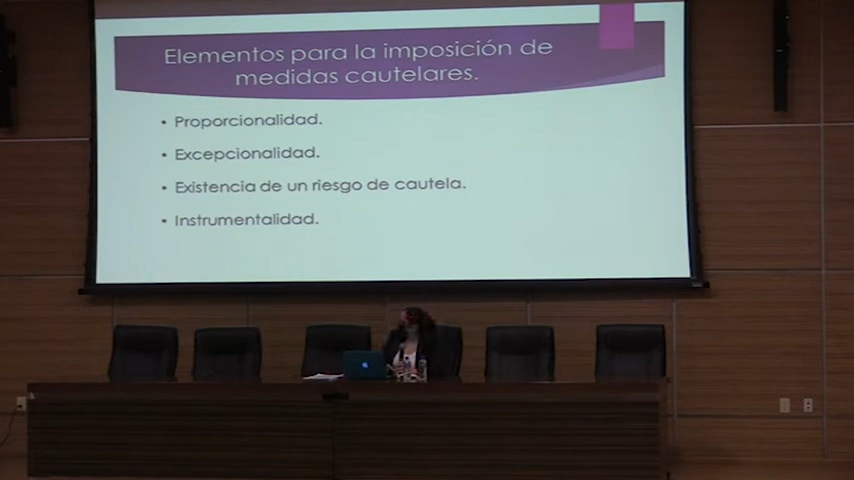 Elementos para la imposición de
medidas cautelares.
• Proporcionalidad.
• Excepcionalidad.
• Existencia de un riesgo de cautela.
• Instrumentalidad.